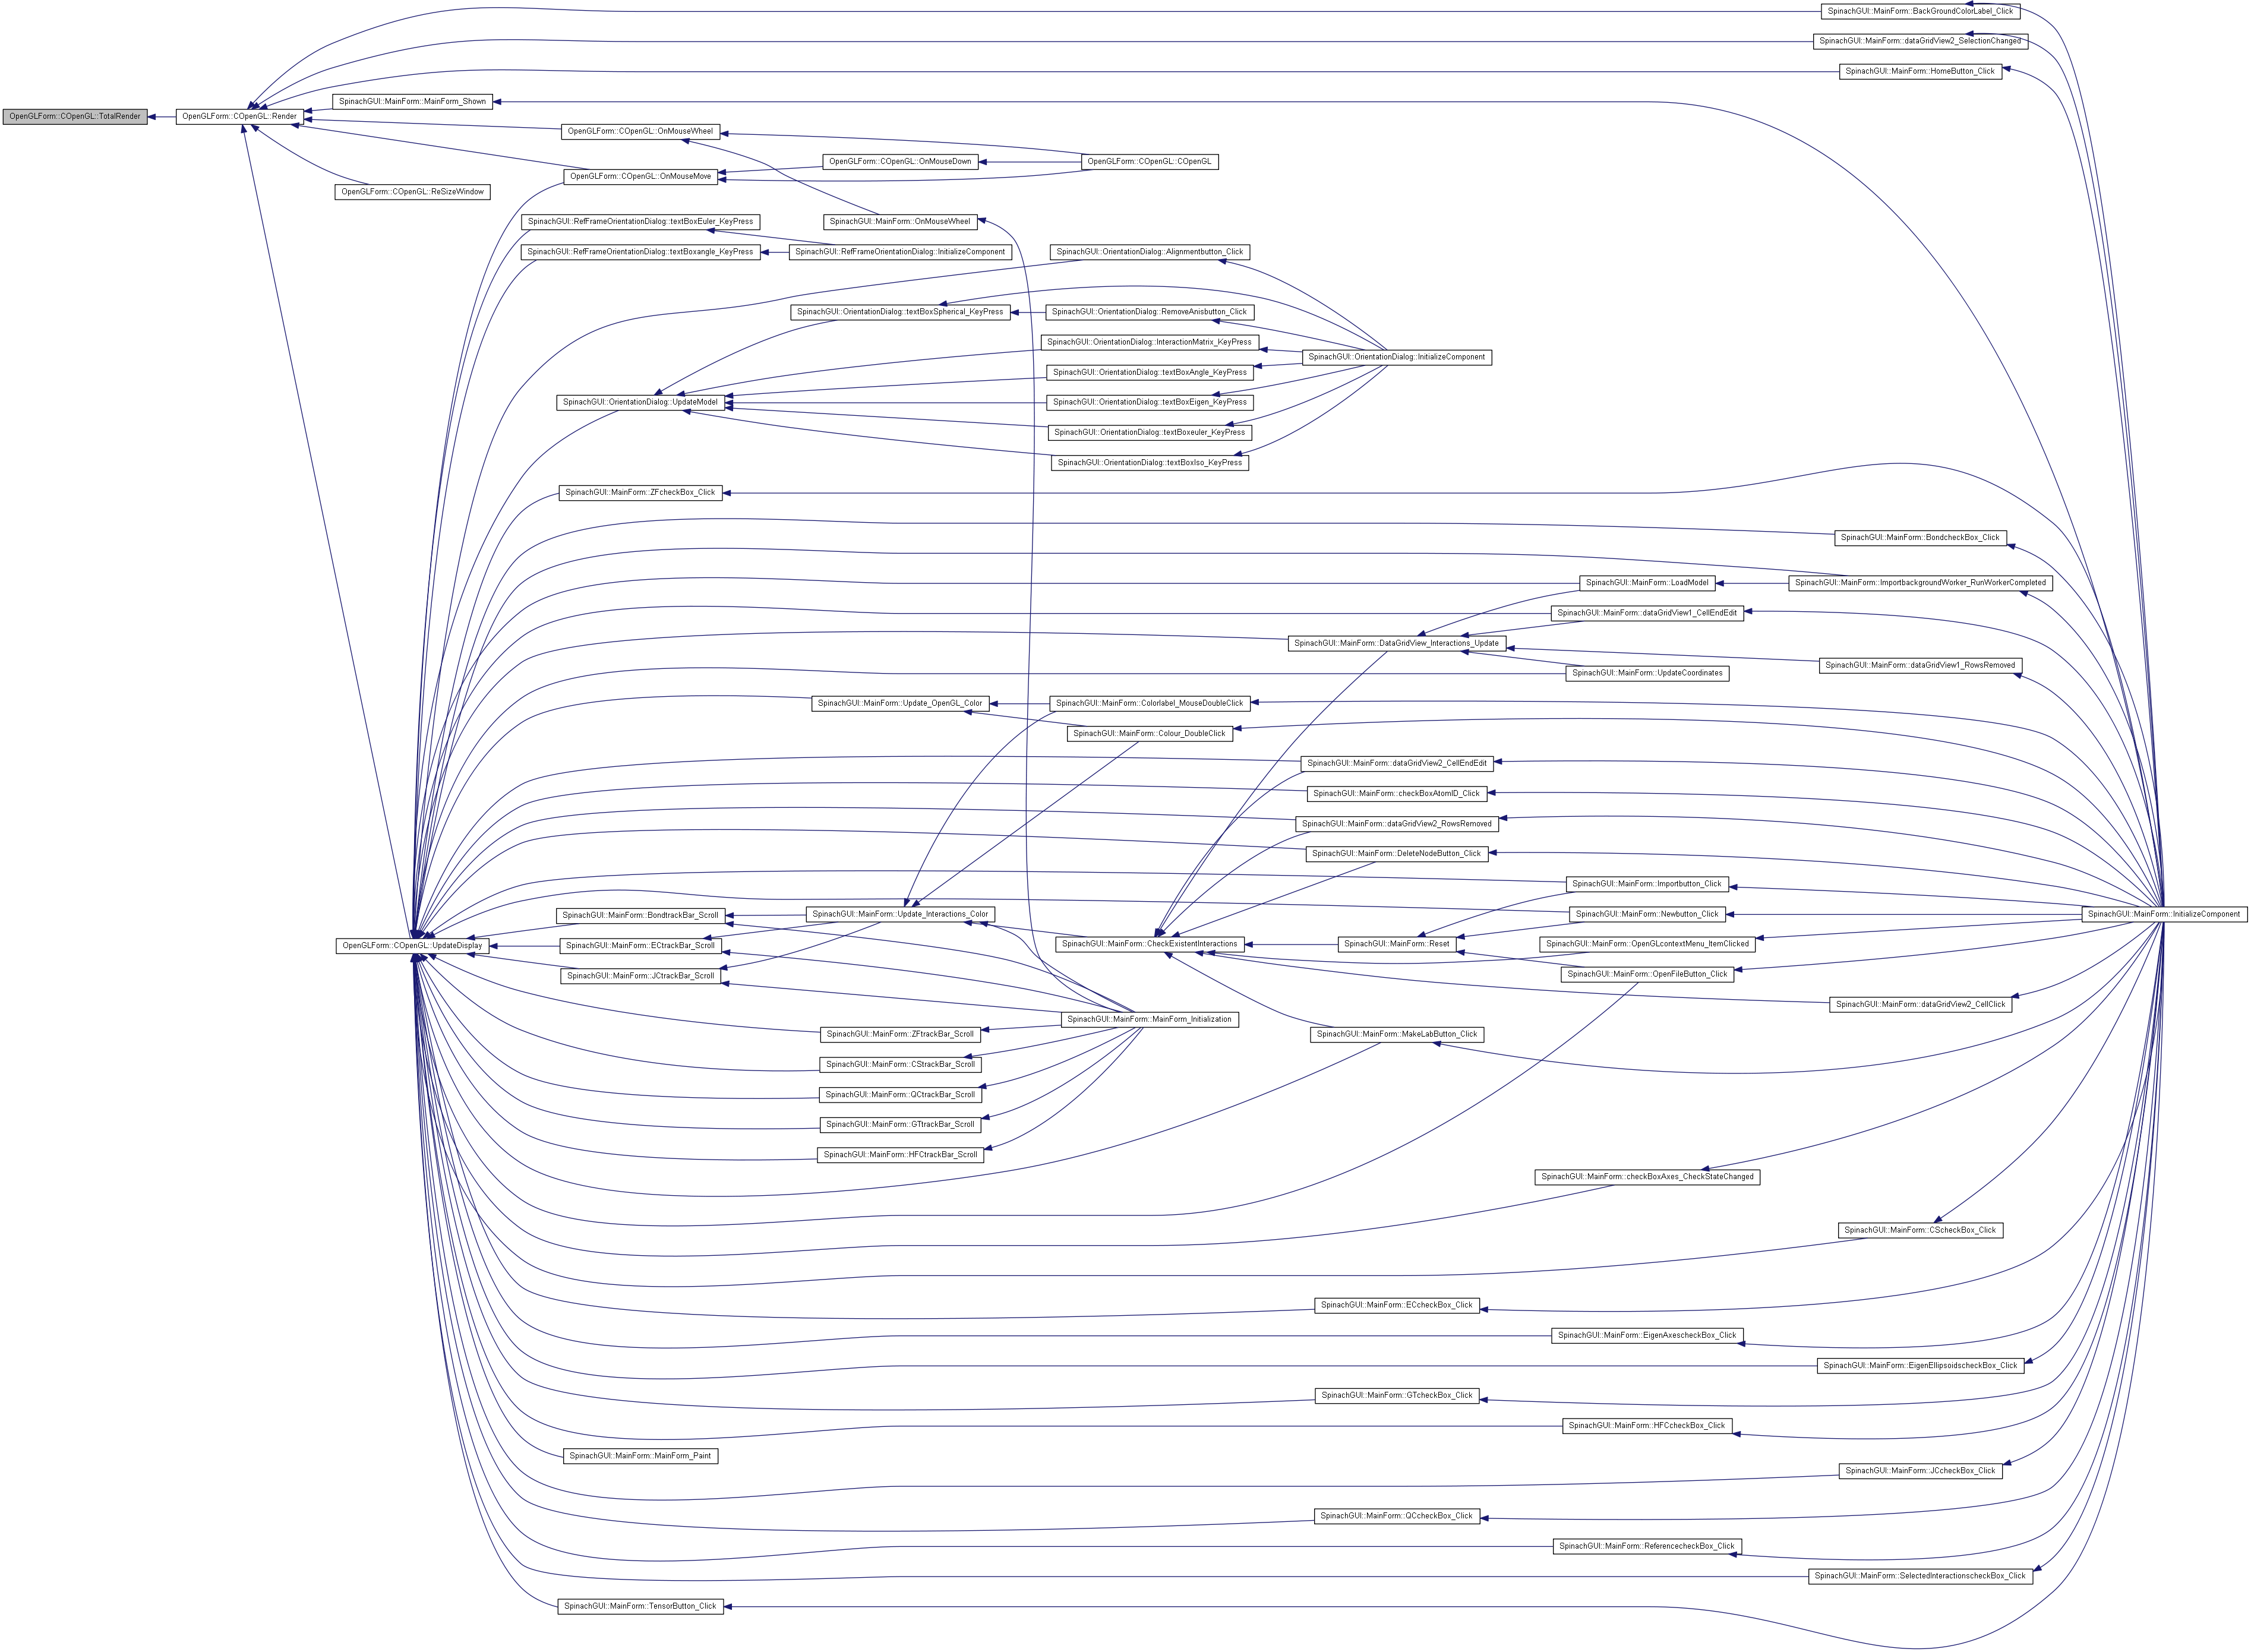 SpinachGUI::MainForm::BackGroundColorLabel_Click
SpinachGUI::MainForm::dataGridView2_SelectionChanged
SpinachGUI::MainForm::HomeButton_Click
SpinachGUI::MainForm::MainForm_Shown
OpenGLForm::COpenGL::TotalRender
OpenGLForm::COpenGL::Render
OpenGLForm::COpenGL::OnMouseWheel
OpenGLForm::COpenGL::OnMouseDown
OpenGLForm::COpenGL::COpenGL
OpenGLForm::COpenGL::OnMouseMove
OpenGLForm::COpenGL::ReSizeWindow
SpinachGUI::RefFrameOrientationDialog::textBoxEuler_KeyPress
SpinachGUI::MainForm::OnMouseWheel
SpinachGUI::RefFrameOrientationDialog::textBoxangle_KeyPress
SpinachGUI::RefFrameOrientationDialog::InitializeComponent
SpinachGUI::OrientationDialog::Alignmentbutton_Click
SpinachGUI::OrientationDialog::textBoxSpherical_KeyPress
SpinachGUI::OrientationDialog::RemoveAnisbutton_Click
SpinachGUI::OrientationDialog::InteractionMatrix_KeyPress
SpinachGUI::OrientationDialog::InitializeComponent
SpinachGUI::OrientationDialog::textBoxAngle_KeyPress
SpinachGUI::OrientationDialog::UpdateModel
SpinachGUI::OrientationDialog::textBoxEigen_KeyPress
SpinachGUI::OrientationDialog::textBoxeuler_KeyPress
SpinachGUI::OrientationDialog::textBoxIso_KeyPress
SpinachGUI::MainForm::ZFcheckBox_Click
SpinachGUI::MainForm::BondcheckBox_Click
SpinachGUI::MainForm::LoadModel
SpinachGUI::MainForm::ImportbackgroundWorker_RunWorkerCompleted
SpinachGUI::MainForm::dataGridView1_CellEndEdit
SpinachGUI::MainForm::DataGridView_Interactions_Update
SpinachGUI::MainForm::dataGridView1_RowsRemoved
SpinachGUI::MainForm::UpdateCoordinates
SpinachGUI::MainForm::Update_OpenGL_Color
SpinachGUI::MainForm::Colorlabel_MouseDoubleClick
SpinachGUI::MainForm::Colour_DoubleClick
SpinachGUI::MainForm::dataGridView2_CellEndEdit
SpinachGUI::MainForm::checkBoxAtomID_Click
SpinachGUI::MainForm::dataGridView2_RowsRemoved
SpinachGUI::MainForm::DeleteNodeButton_Click
SpinachGUI::MainForm::Importbutton_Click
SpinachGUI::MainForm::BondtrackBar_Scroll
SpinachGUI::MainForm::Update_Interactions_Color
SpinachGUI::MainForm::Newbutton_Click
SpinachGUI::MainForm::InitializeComponent
OpenGLForm::COpenGL::UpdateDisplay
SpinachGUI::MainForm::ECtrackBar_Scroll
SpinachGUI::MainForm::CheckExistentInteractions
SpinachGUI::MainForm::Reset
SpinachGUI::MainForm::OpenGLcontextMenu_ItemClicked
SpinachGUI::MainForm::JCtrackBar_Scroll
SpinachGUI::MainForm::OpenFileButton_Click
SpinachGUI::MainForm::dataGridView2_CellClick
SpinachGUI::MainForm::MainForm_Initialization
SpinachGUI::MainForm::ZFtrackBar_Scroll
SpinachGUI::MainForm::MakeLabButton_Click
SpinachGUI::MainForm::CStrackBar_Scroll
SpinachGUI::MainForm::QCtrackBar_Scroll
SpinachGUI::MainForm::GTtrackBar_Scroll
SpinachGUI::MainForm::HFCtrackBar_Scroll
SpinachGUI::MainForm::checkBoxAxes_CheckStateChanged
SpinachGUI::MainForm::CScheckBox_Click
SpinachGUI::MainForm::ECcheckBox_Click
SpinachGUI::MainForm::EigenAxescheckBox_Click
SpinachGUI::MainForm::EigenEllipsoidscheckBox_Click
SpinachGUI::MainForm::GTcheckBox_Click
SpinachGUI::MainForm::HFCcheckBox_Click
SpinachGUI::MainForm::MainForm_Paint
SpinachGUI::MainForm::JCcheckBox_Click
SpinachGUI::MainForm::QCcheckBox_Click
SpinachGUI::MainForm::ReferencecheckBox_Click
SpinachGUI::MainForm::SelectedInteractionscheckBox_Click
SpinachGUI::MainForm::TensorButton_Click